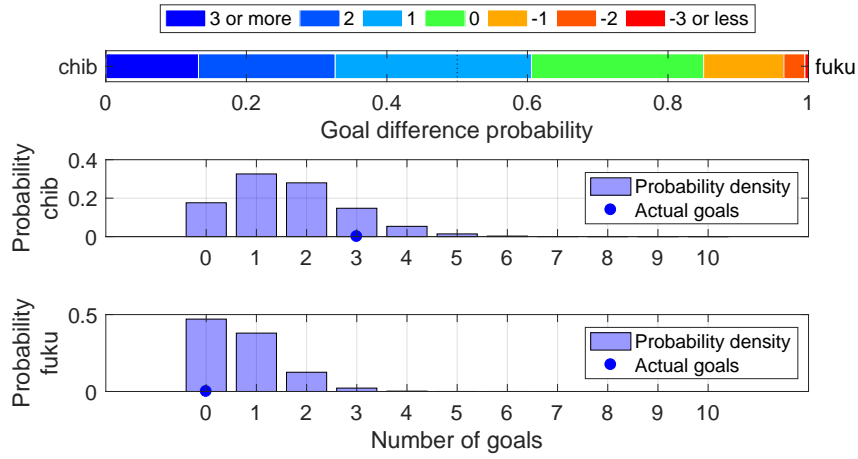 3 or more 2 1 0 -1 -2 -3 or less
chib fuku
0 0.2 0.4 0.6 0.8 1
Goal difference probability
Probability
chib
0.4
0.2
0
Probability density
Actual goals
0 1 2 3 4 5 6 7 8 9 10
Probability
fuku
0.5
0
Probability density
Actual goals
0 1 2 3 4 5 6 7 8 9 10
Number of goals